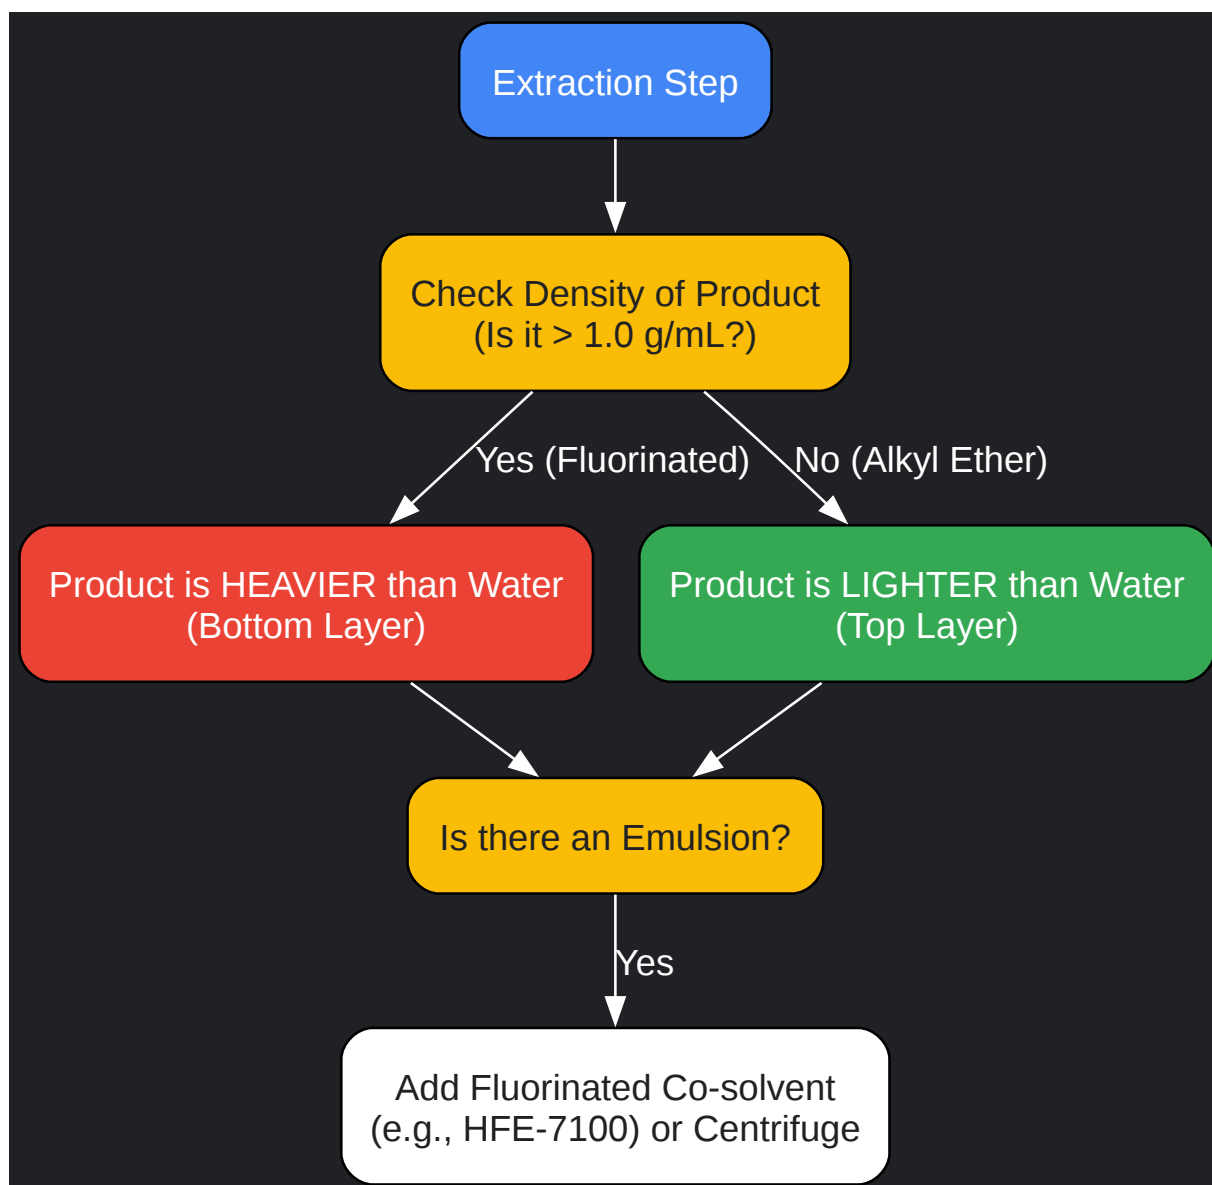 Extraction Step
Check Density of Product
(Is it > 1.0 g/mL?)
Yes (Fluorinated)
No (Alkyl Ether)
Product is HEAVIER than Water
(Bottom Layer)
Product is LIGHTER than Water
(Top Layer)
Is there an Emulsion?
Yes
Add Fluorinated Co-solvent
(e.g., HFE-7100) or Centrifuge